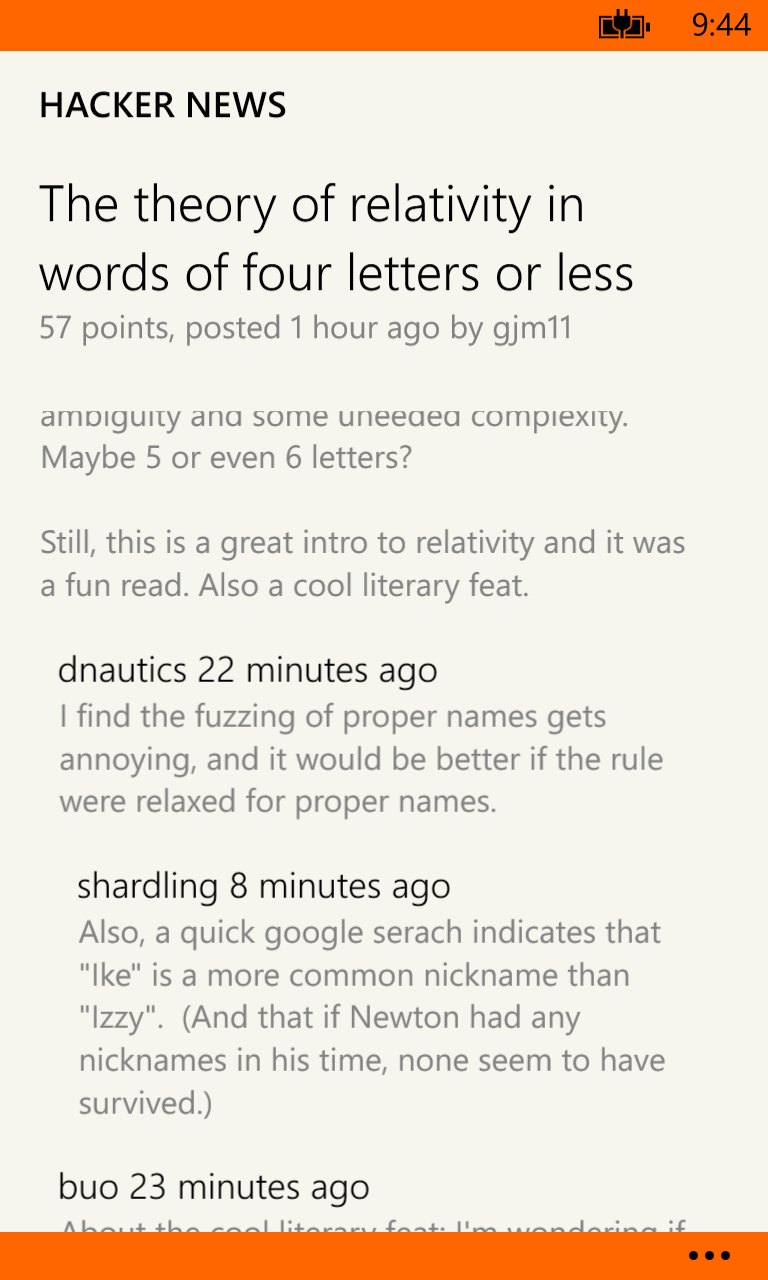 9:44
HACKER NEWS
The theory of relativity in
words of four letters or less
57 points, posted 1 hour ago by gjm11
ambiguity and some uneeded complexity.
Maybe 5 or even 6 letters?
Still, this is a great intro to relativity and it was
a fun read. Also a cool literary feat.
dnautics 22 minutes ago
I find the fuzzing of proper names gets
annoying, and it would be better if the rule
were relaxed for proper names.
shardling 8 minutes ago
Also, a quick google serach indicates that
"Ike" is a more common nickname than
"Izzy".  (And that if Newton had any
nicknames in his time, none seem to have
survived.)
buo 23 minutes ago
About the cool literary feat: I'm wondering if